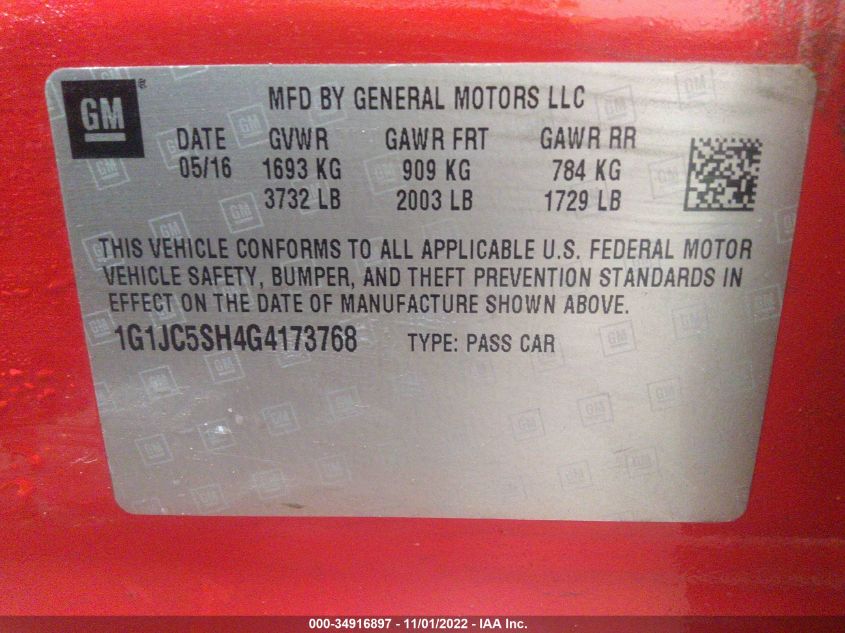 GM ®
MFD BY GENERAL MOTORS LLC
DATE GVWR GAWR FRT GAWR RR
05/16 1693 KG 909 KG 784 KG
3732 LB 2003 LB 1729 LB
THIS VEHICLE CONFORMS TO ALL APPLICABLE U.S. FEDERAL MOTOR
VEHICLE SAFETY, BUMPER, AND THEFT PREVENTION STANDARDS IN
EFFECT ON THE DATE OF MANUFACTURE SHOWN ABOVE.
1G1JC5SH4G4173768 TYPE: PASS CAR
000-34916897 - 11/01/2022 - IAA Inc.